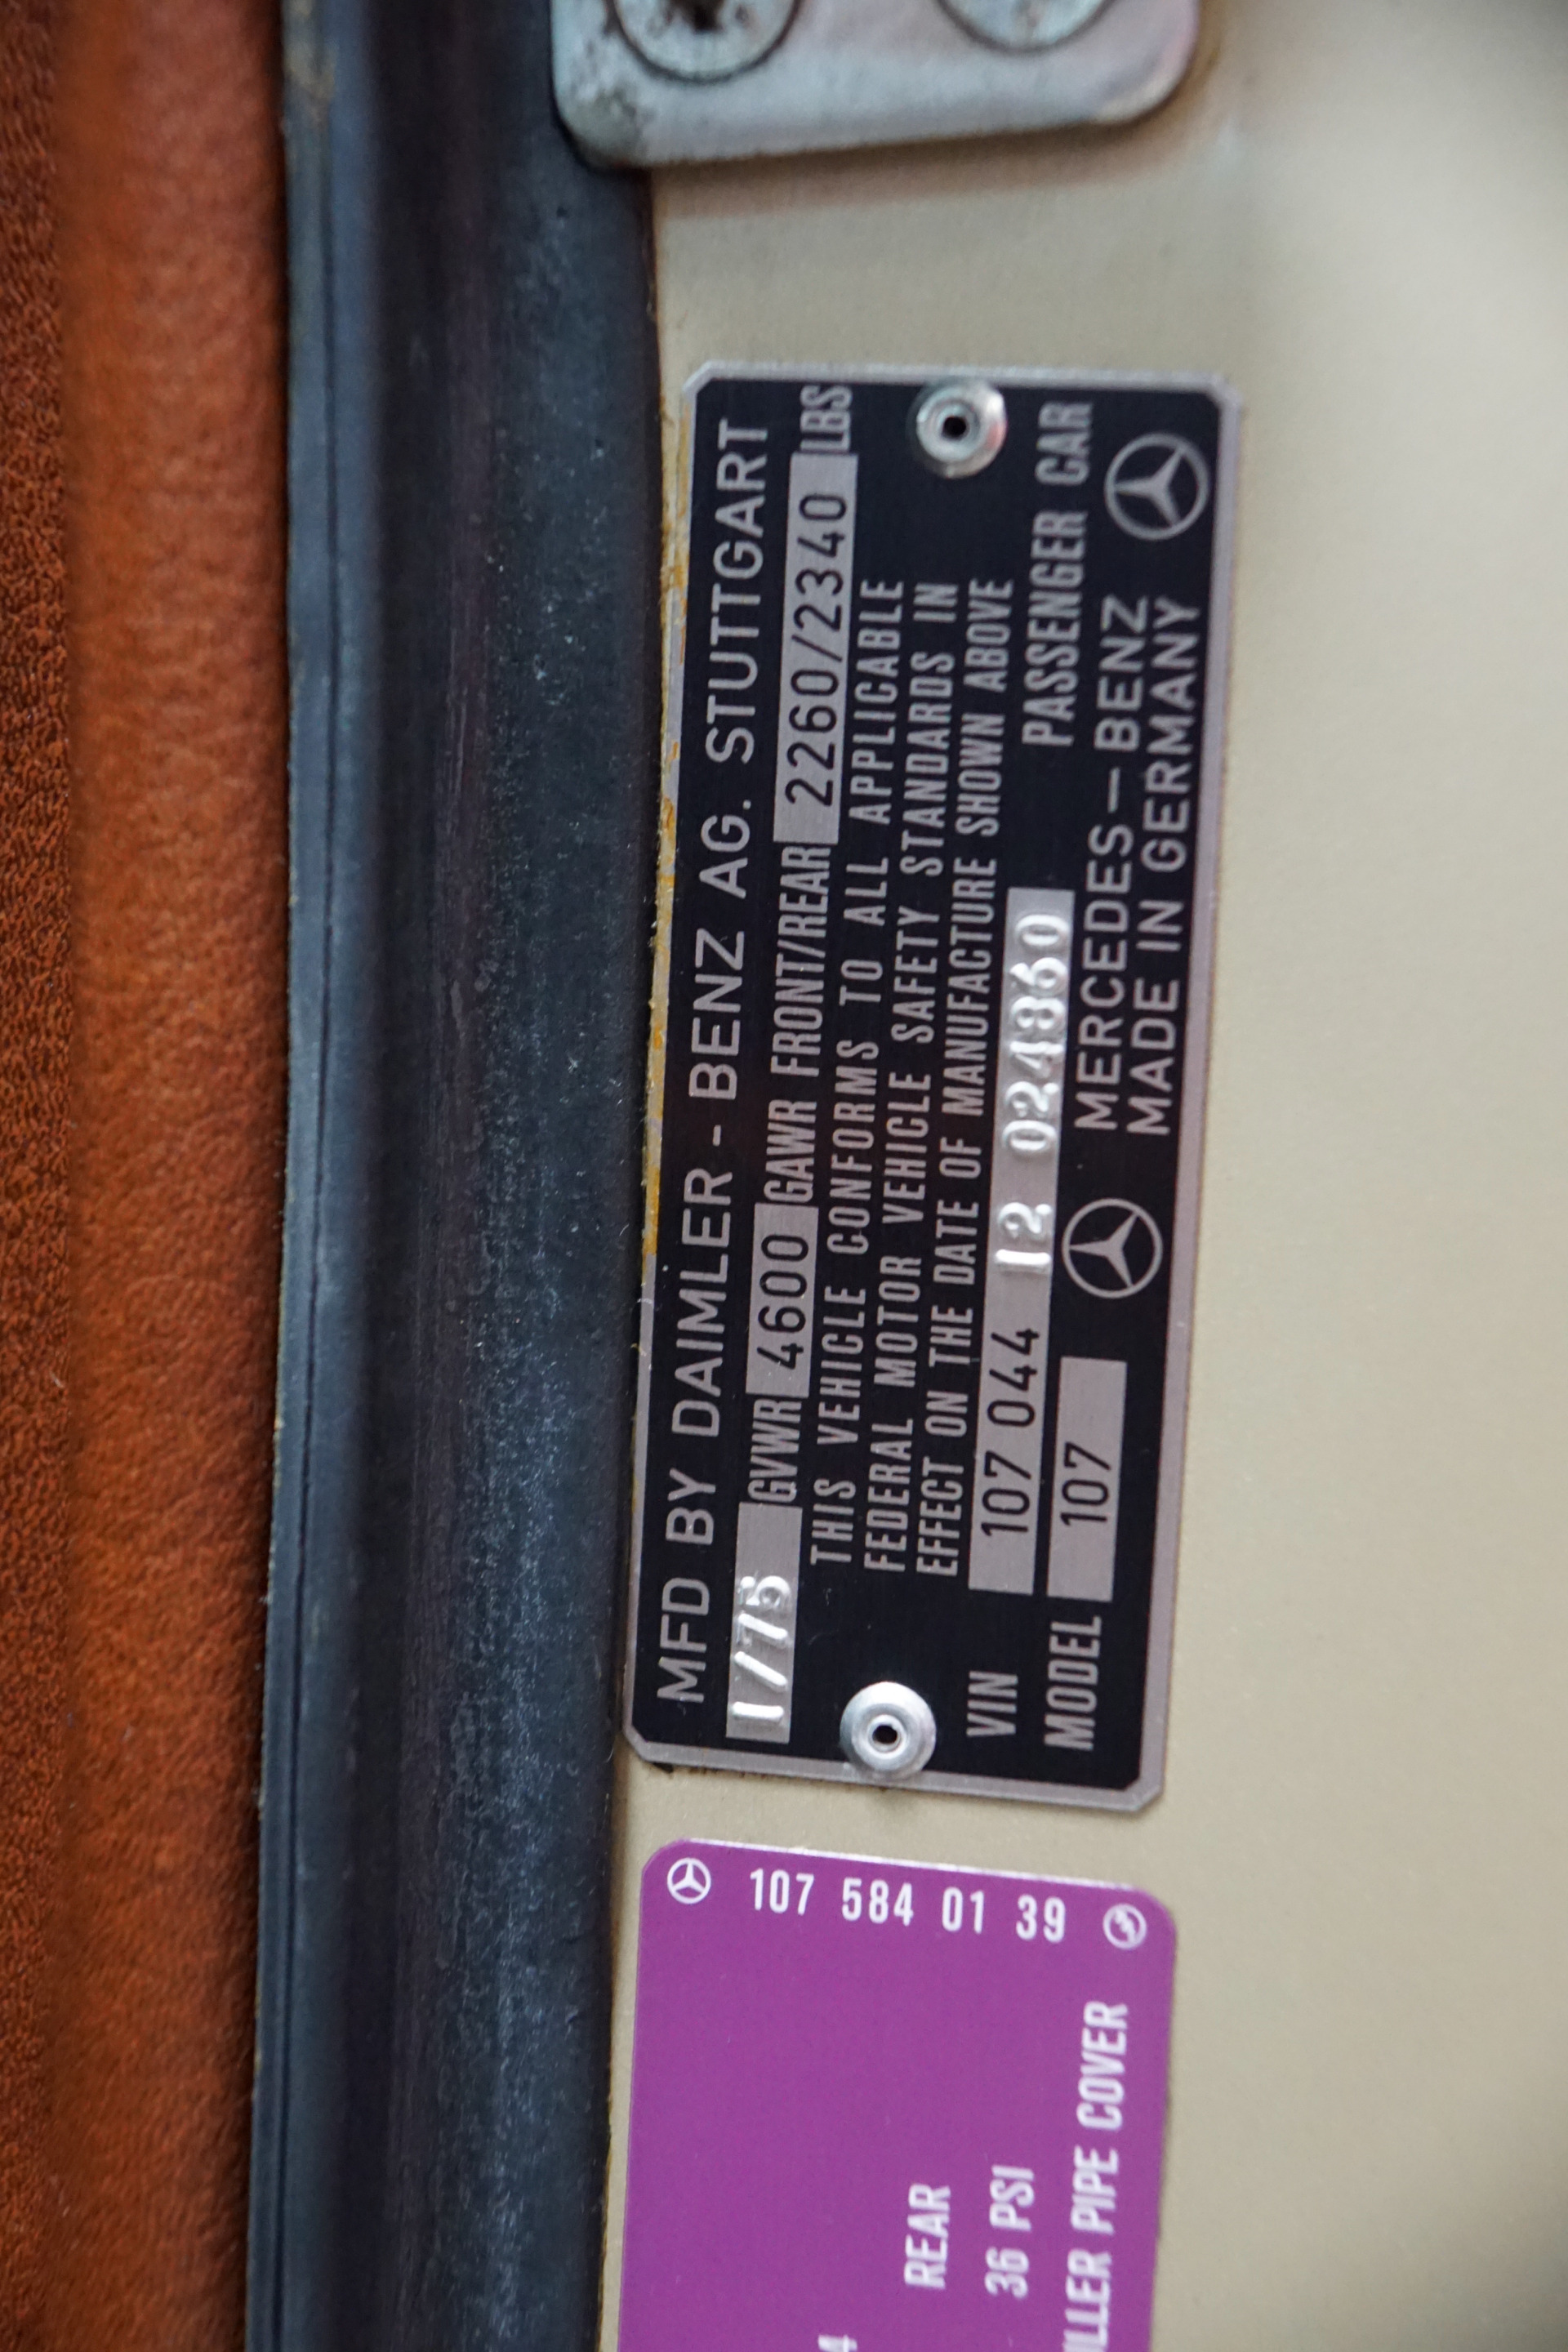 MFD BY DAIMLER - BENZ AG. STUTTGART
1/75 GVWR 4600 GAWR FRONT/REAR 2260/2340 LBS
THIS VEHICLE CONFORMS TO ALL APPLICABLE
FEDERAL MOTOR VEHICLE SAFETY STANDARDS IN
EFFECT ON THE DATE OF MANUFACTURE SHOWN ABOVE
VIN 107 044 12 024860 PASSENGER CAR
MODEL 107 MERCEDES-BENZ
MADE IN GERMANY
107 584 01 39
REAR
36 PSI
PIPE COVER